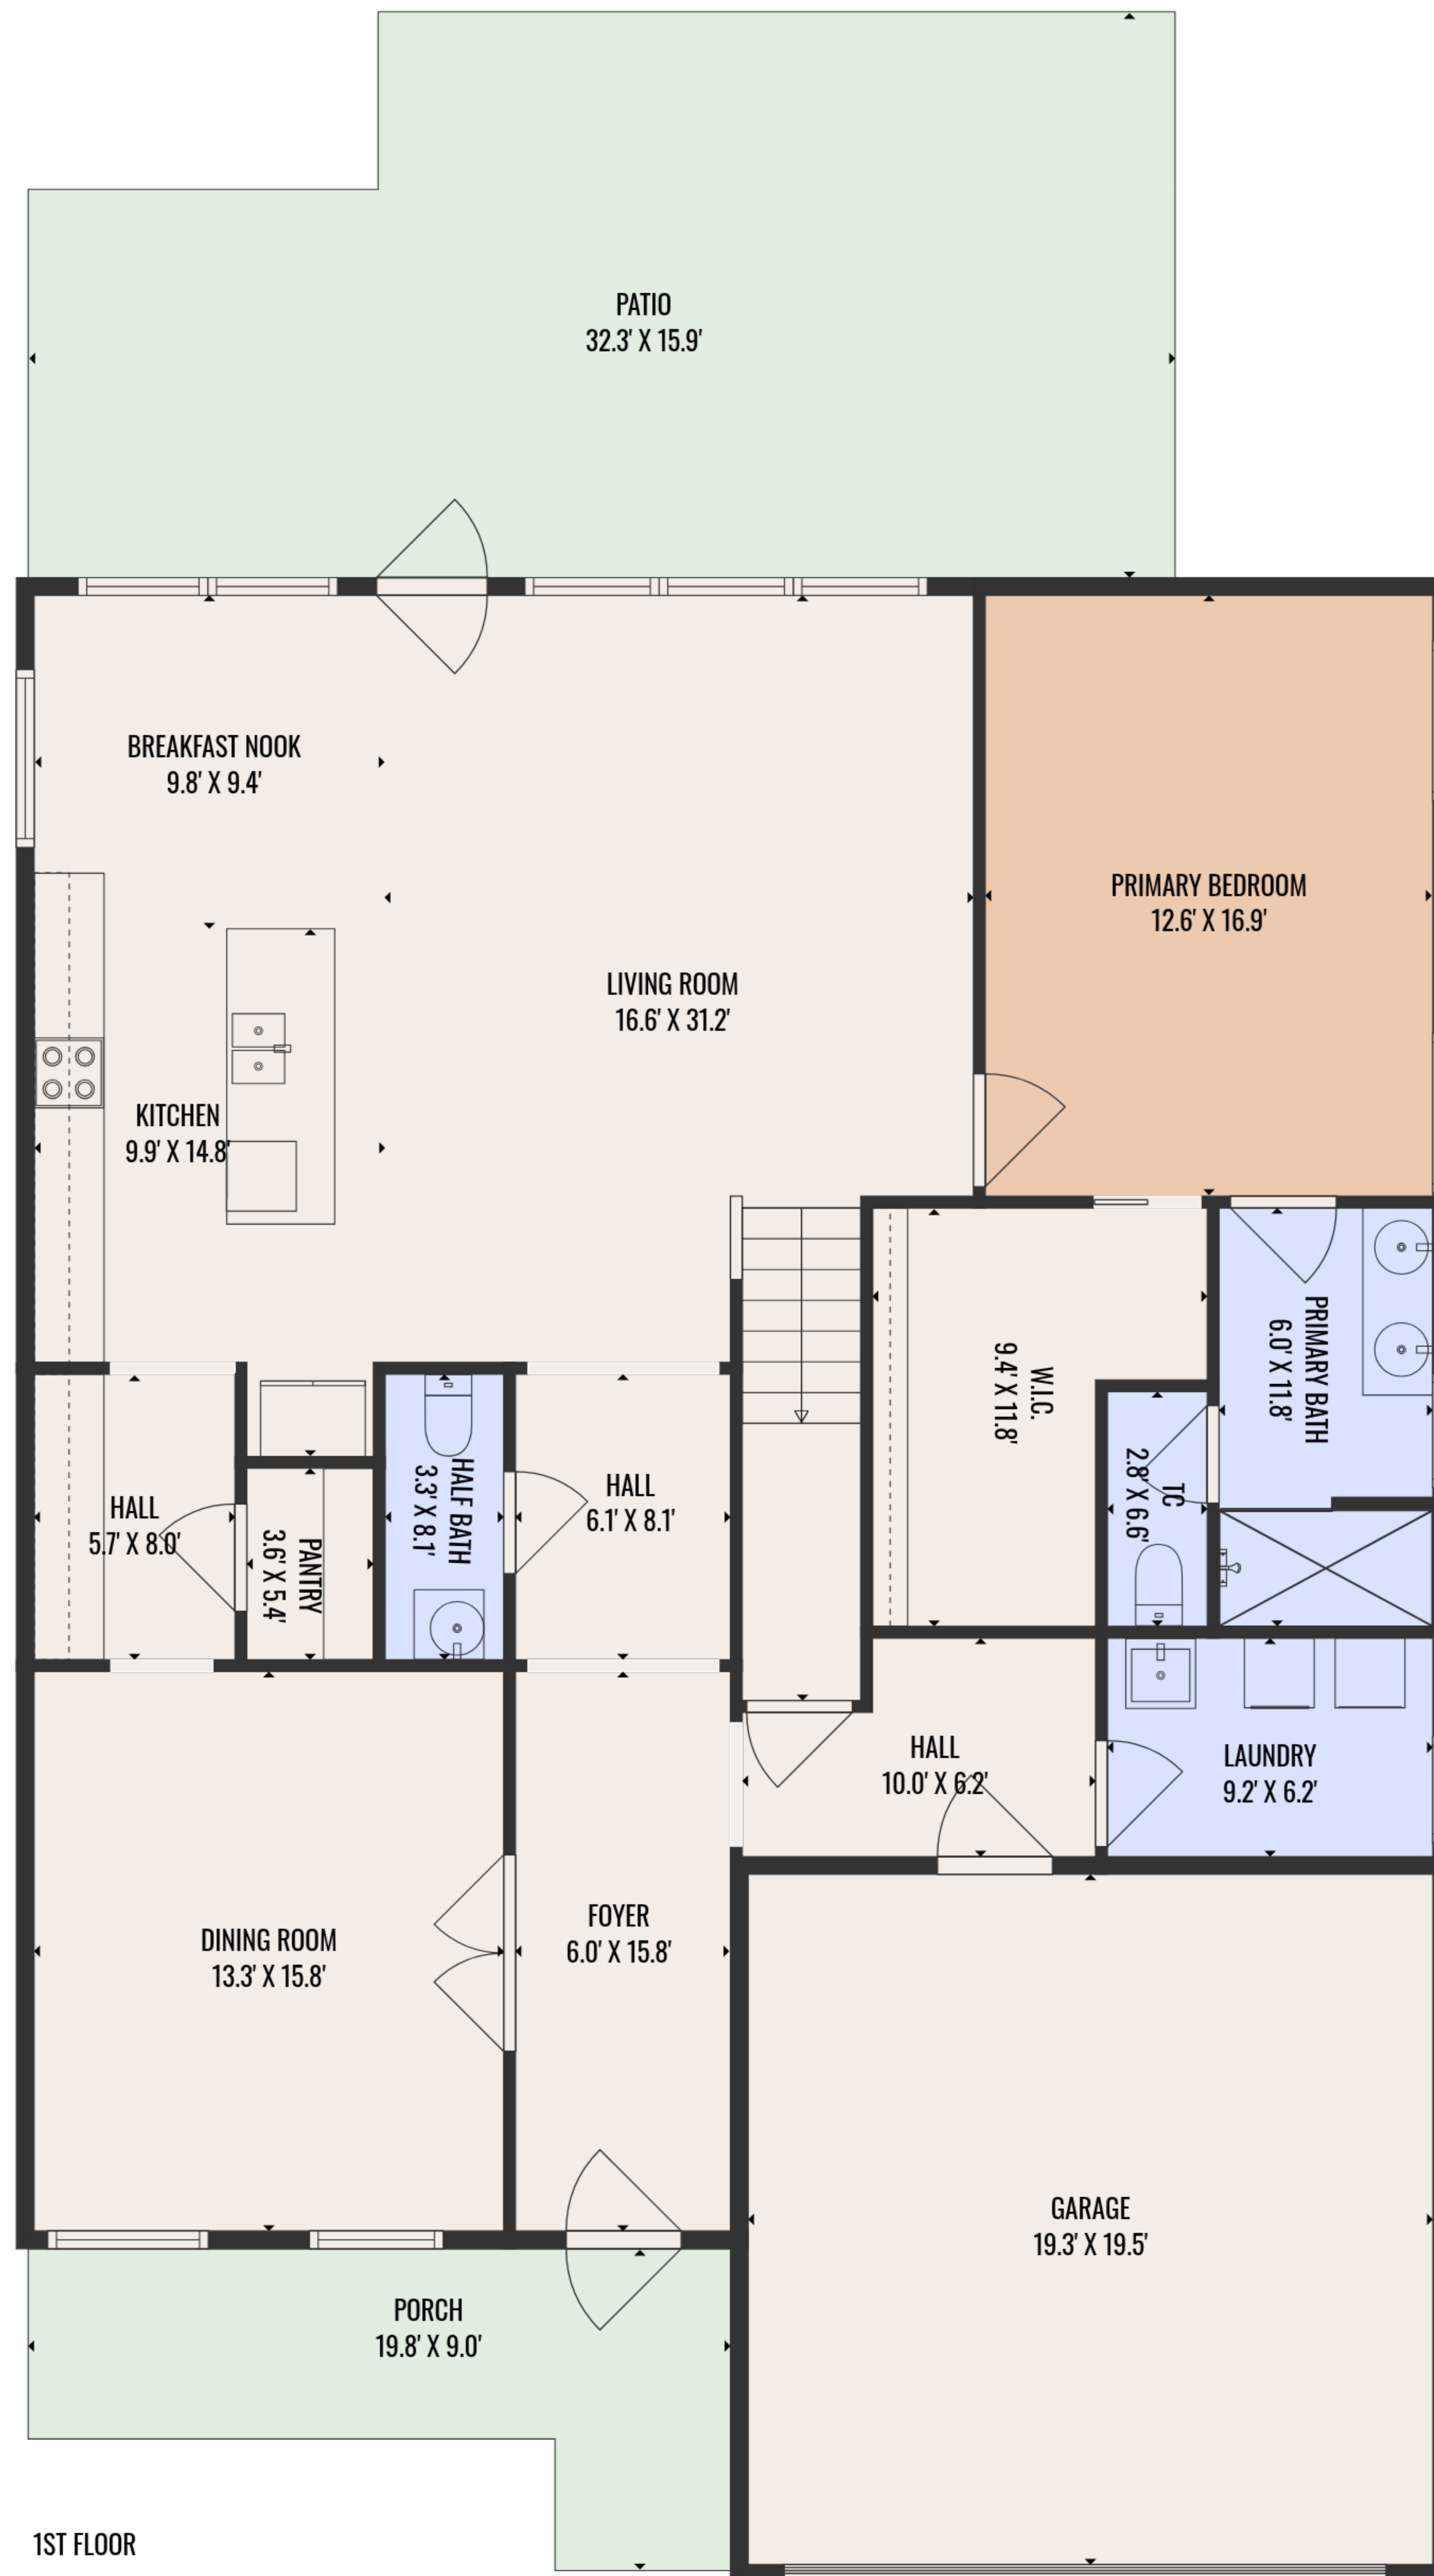 PATIO
32.3' X 15.9'
BREAKFAST NOOK
9.8' X 9.4'
PRIMARY BEDROOM
12.6' X 16.9'
LIVING ROOM
16.6' X 31.2'
KITCHEN
9.9' X 14.8'
PRIMARY BATH
6.0' X 11.8'
W.I.C.
9.4' X 11.8'
TC
2.8' X 6.6'
HALL
5.7' X 8.0'
PANTRY
3.6' X 5.4'
HALF BATH
3.3' X 8.1'
HALL
6.1' X 8.1'
HALL
10.0' X 6.2'
LAUNDRY
9.2' X 6.2'
DINING ROOM
13.3' X 15.8'
FOYER
6.0' X 15.8'
GARAGE
19.3' X 19.5'
PORCH
19.8' X 9.0'
1ST FLOOR